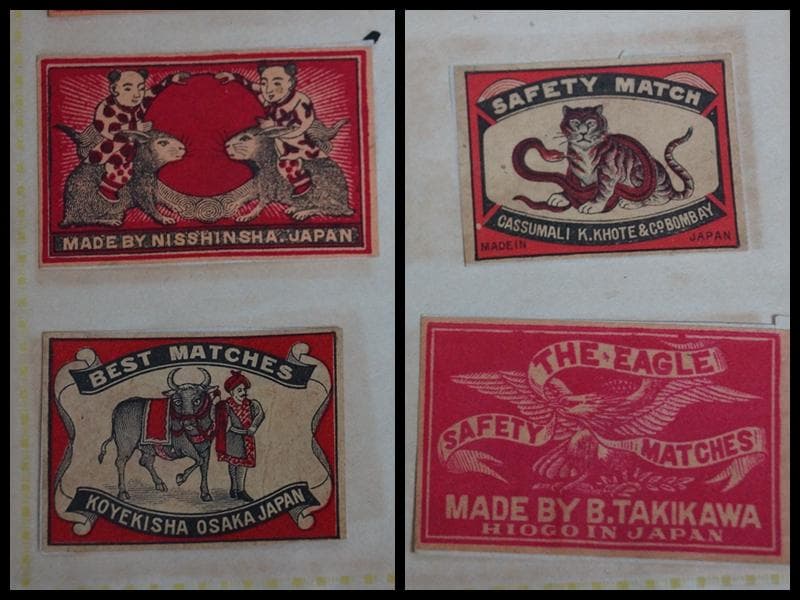 MADE BY NISSHINSHA. JAPAN
BEST MATCHES
KOYEKISHA OSAKA JAPAN
SAFETY MATCH
CASSUMALI K.KHOTE & Co BOMBAY
MADE IN JAPAN
THE EAGLE
SAFETY MATCHES
MADE BY B.TAKIKAWA
HIOGO IN JAPAN